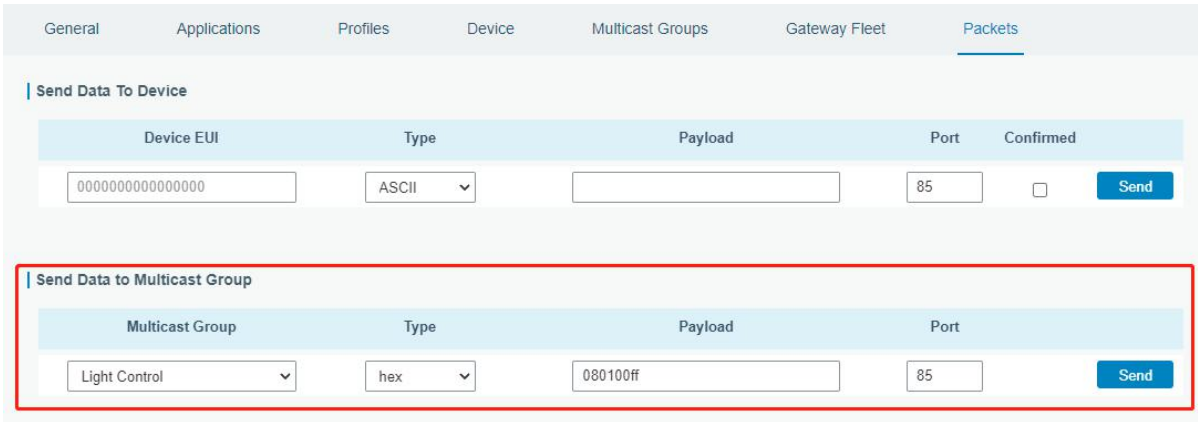 General Applications Profiles Device Multicast Groups Gateway Fleet Packets
Send Data To Device
Device EUI Type Payload Port Confirmed
0000000000000000 ASCII 85 Send
Send Data to Multicast Group
Multicast Group Type Payload Port
Light Control hex 080100ff 85 Send